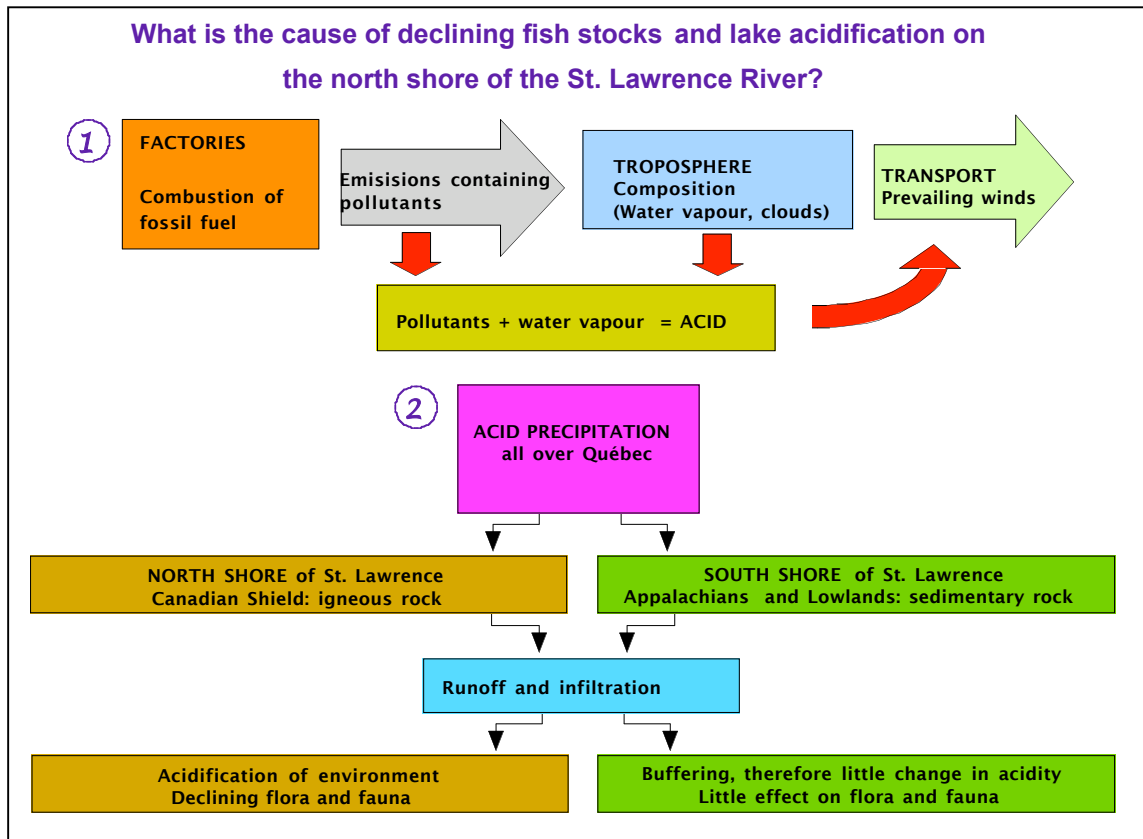 What is the cause of declining fish stocks and lake acidification on
the north shore of the St. Lawrence River?
1
FACTORIES
Combustion of
fossil fuel
Emisisions containing
pollutants
TROPOSPHERE
Composition
(Water vapour, clouds)
TRANSPORT
Prevailing winds
Pollutants + water vapour = ACID
2
ACID PRECIPITATION
all over Québec
NORTH SHORE of St. Lawrence
Canadian Shield: igneous rock
SOUTH SHORE of St. Lawrence
Appalachians and Lowlands: sedimentary rock
Runoff and infiltration
Acidification of environment
Declining flora and fauna
Buffering, therefore little change in acidity
Little effect on flora and fauna